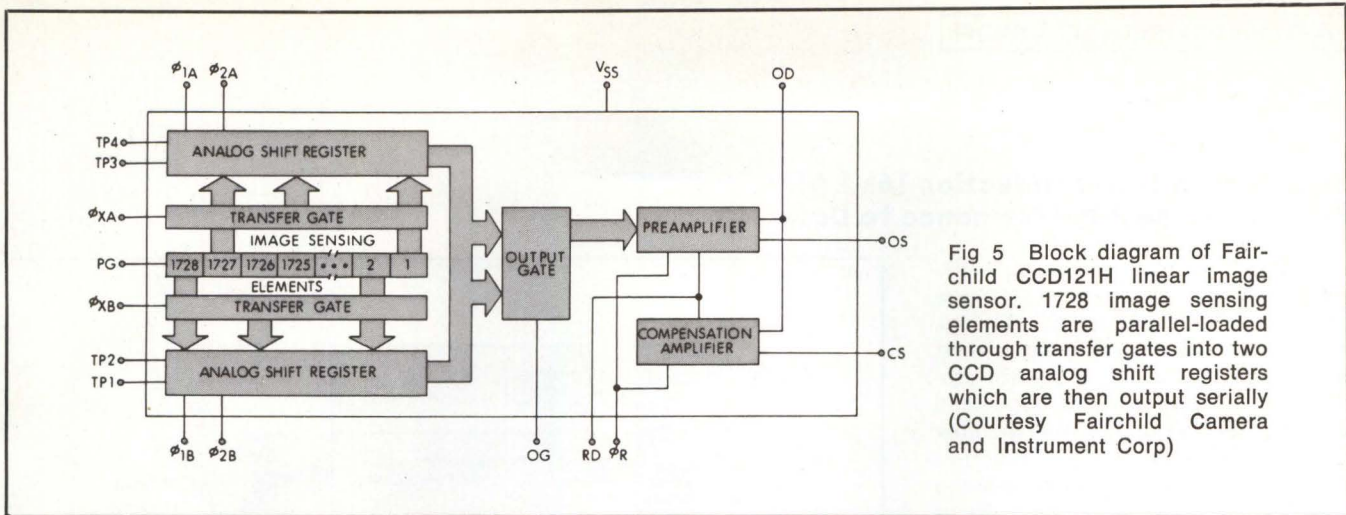 ϕ1A ϕ2A VSS OD
TP4 ANALOG SHIFT REGISTER
TP3
ϕXA TRANSFER GATE
IMAGE SENSING
PG 1728 1727 1726 1725 ••• 2 1
ELEMENTS
ϕXB TRANSFER GATE
TP2 ANALOG SHIFT REGISTER
TP1
ϕ1B ϕ2B
OUTPUT
GATE
PREAMPLIFIER
OS
COMPENSATION
AMPLIFIER
CS
OG RD ϕR
Fig 5 Block diagram of Fair-
child CCD121H linear image
sensor. 1728 image sensing
elements are parallel-loaded
through transfer gates into two
CCD analog shift registers
which are then output serially
(Courtesy Fairchild Camera
and Instrument Corp)